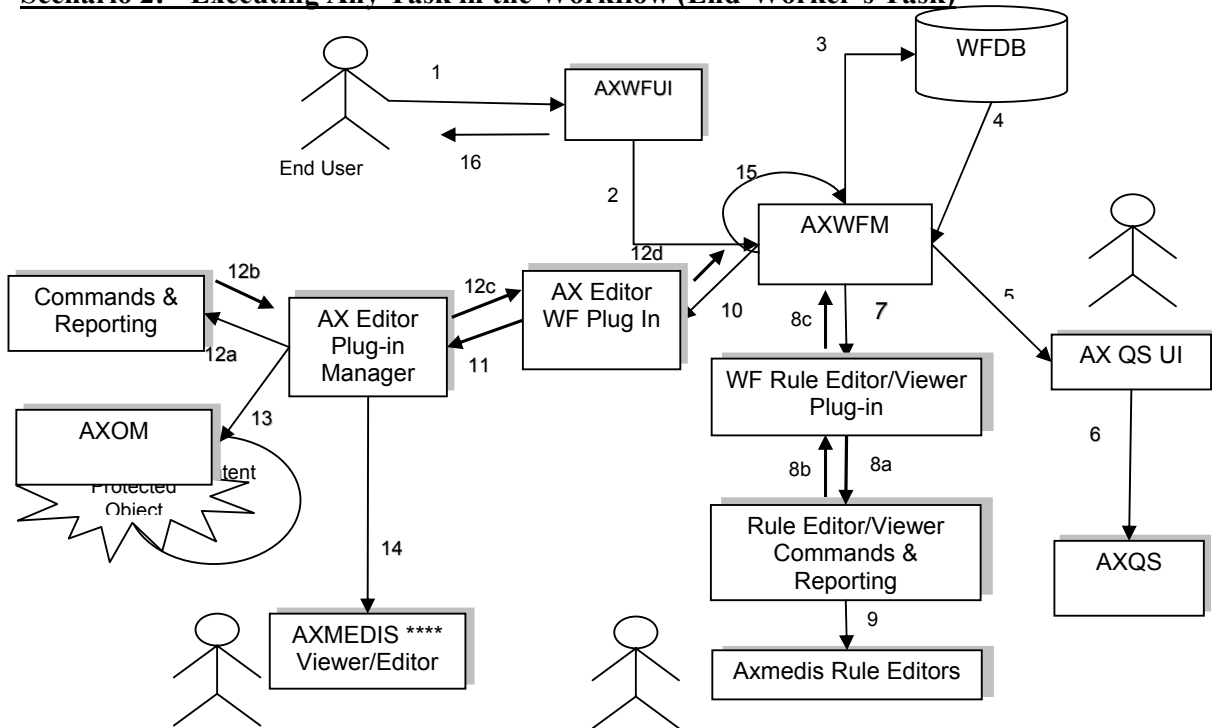 Scenario 2: Executing Any Task in the Workflow (End-Worker's Task)
3
WFDB
1
AXWFUI
4
16
End User
15
2
AXWFM
12d
12b
Commands &
Reporting
12c
AX Editor
WF Plug In
10
8c
7
5
AX Editor
Plug-in
Manager
12a
11
AX QS UI
WF Rule Editor/Viewer
Plug-in
13
AXOM
6
8b
8a
tent
Protected
Object
Rule Editor/Viewer
Commands &
Reporting
14
AXQS
9
AXMEDIS ****
Viewer/Editor
Axmedis Rule Editors